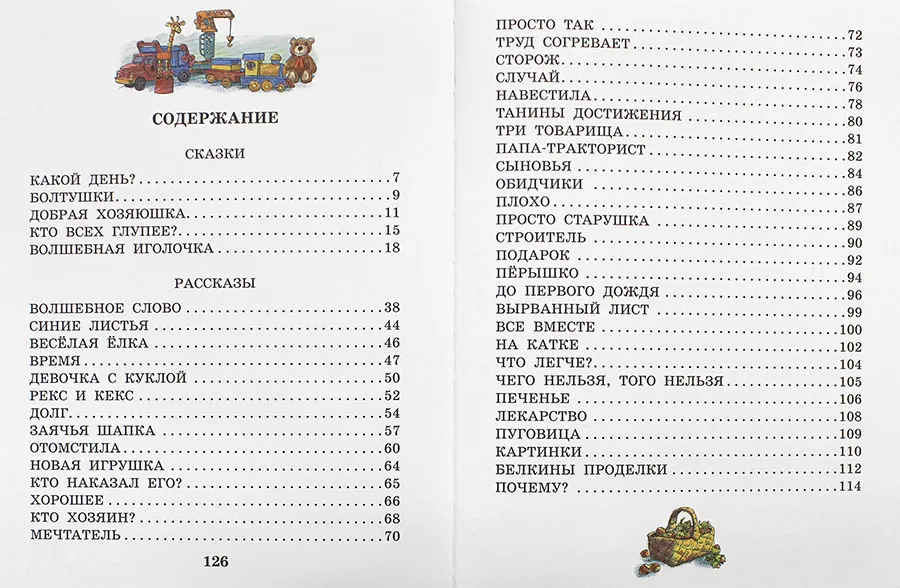 СОДЕРЖАНИЕ
СКАЗКИ
КАКОЙ ДЕНЬ? 7
БОЛТУШКИ 9
ДОБРАЯ ХОЗЯЮШКА 11
КТО ВСЕХ ГЛУПЕЕ? 15
ВОЛШЕБНАЯ ИГОЛОЧКА 18
РАССКАЗЫ
ВОЛШЕБНОЕ СЛОВО 38
СИНИЕ ЛИСТЬЯ 44
ВЕСЁЛАЯ ЁЛКА 46
ВРЕМЯ 47
ДЕВОЧКА С КУКЛОЙ 50
РЕКС И КЕКС 52
ДОЛГ 54
ЗАЯЧЬЯ ШАПКА 57
ОТОМСТИЛА 60
НОВАЯ ИГРУШКА 64
КТО НАКАЗАЛ ЕГО? 65
ХОРОШЕЕ 66
КТО ХОЗЯИН? 68
МЕЧТАТЕЛЬ 70
126
ПРОСТО ТАК 72
ТРУД СОГРЕВАЕТ 73
СТОРОЖ 74
СЛУЧАЙ 76
НАВЕСТИЛА 78
ТАНИНЫ ДОСТИЖЕНИЯ 80
ТРИ ТОВАРИЩА 81
ПАПА-ТРАКТОРИСТ 82
СЫНОВЬЯ 84
ОБИДЧИКИ 86
ПЛОХО 87
ПРОСТО СТАРУШКА 89
СТРОИТЕЛЬ 90
ПОДАРОК 92
ПЁРЫШКО 94
ДО ПЕРВОГО ДОЖДЯ 96
ВЫРВАННЫЙ ЛИСТ 99
ВСЕ ВМЕСТЕ 100
НА КАТКЕ 102
ЧТО ЛЕГЧЕ? 104
ЧЕГО НЕЛЬЗЯ, ТОГО НЕЛЬЗЯ 105
ПЕЧЕНЬЕ 106
ЛЕКАРСТВО 108
ПУГОВИЦА 109
КАРТИНКИ 110
БЕЛКИНЫ ПРОДЕЛКИ 112
ПОЧЕМУ? 114